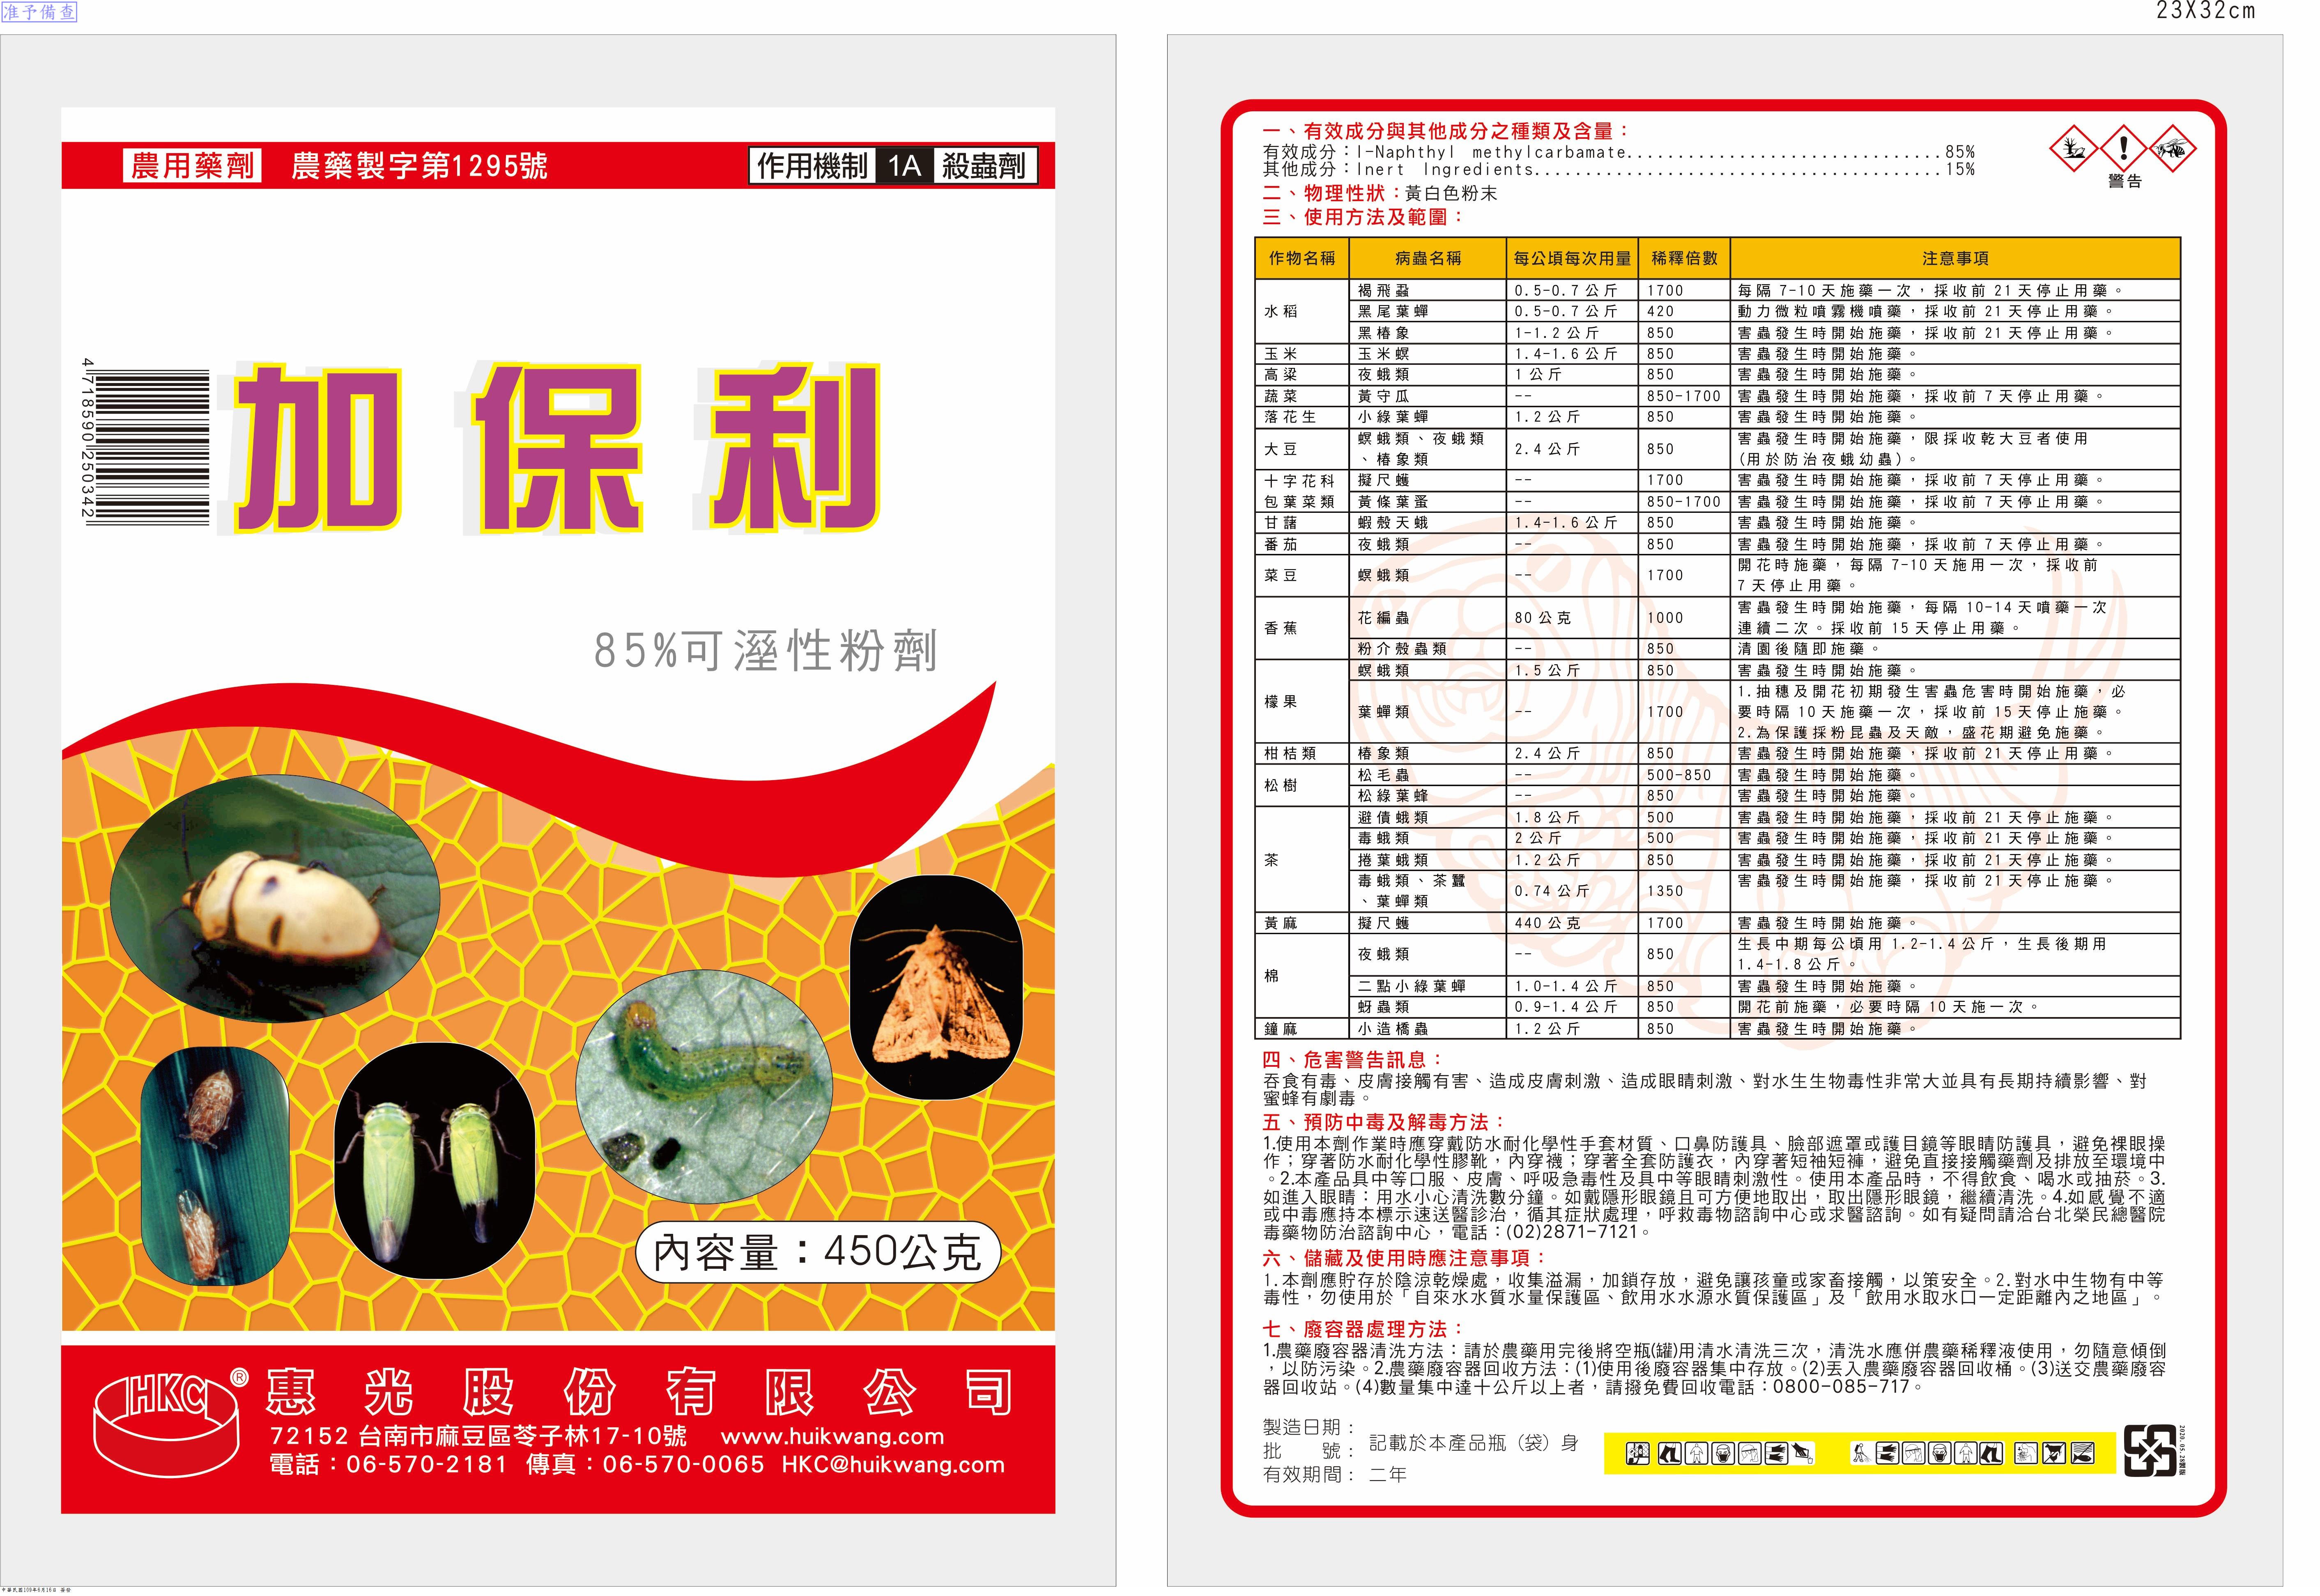 准予備查
23X32cm
農用藥劑 農藥製字第1295號 作用機制 1A 殺蟲劑
4 718590 250342
加保利
85%可溼性粉劑
內容量：450公克
HKC® 惠光股份有限公司
72152 台南市麻豆區苓子林17-10號 www.huikwang.com
電話：06-570-2181 傳真：06-570-0065 HKC@huikwang.com
一、有效成分與其他成分之種類及含量：
有效成分：l-Naphthyl methylcarbamate...............................85%
其他成分：Inert Ingredients........................................15%
警告
二、物理性狀：黃白色粉末
三、使用方法及範圍：
作物名稱 病蟲名稱 每公頃每次用量 稀釋倍數 注意事項
水稻 褐飛蝨 0.5-0.7 公斤 1700 每隔 7-10 天施藥一次，採收前 21 天停止用藥。
黑尾葉蟬 0.5-0.7 公斤 420 動力微粒噴霧機噴藥，採收前 21 天停止用藥。
黑椿象 1-1.2 公斤 850 害蟲發生時開始施藥，採收前 21 天停止用藥
玉米 玉米螟 1.4-1.6 公斤 850 害蟲發生時開始施藥。
高梁 夜蛾類 1 公斤 850 害蟲發生時開始施藥。
蔬菜 黃守瓜 -- 850-1700 害蟲發生時開始施藥，採收前 7 天停止用藥。
落花生 小綠葉蟬 1.2 公斤 850 害蟲發生時開始施藥。
大豆 螟蛾類、夜蛾類
、椿象類 2.4 公斤 850 害蟲發生時開始施藥，限採收乾大豆者使用
(用於防治夜蛾幼蟲)。
十字花科 擬尺蠖 -- 1700 害蟲發生時開始施藥，採收前 7 天停止用藥。
包葉菜類 黃條葉蚤 -- 850-1700 害蟲發生時開始施藥，採收前 7 天停止用藥。
甘藷 蝦殼天蛾 1.4-1.6 公斤 850 害蟲發生時開始施藥。
番茄 夜蛾類 -- 850 害蟲發生時開始施藥，採收前 7 天停止用藥。
菜豆 螟蛾類 -- 1700 開花時施藥，每隔 7-10 天施用一次，採收前
7 天停止用藥。
香蕉 花編蟲 80 公克 1000 害蟲發生時開始施藥，每隔 10-14 天噴藥一次
連續二次。採收前 15 天停止用藥。
粉介殼蟲類 -- 850 清園後隨即施藥。
檬果 螟蛾類 1.5 公斤 850 害蟲發生時開始施藥。
葉蟬類 -- 1700 1.抽穗及開花初期發生害蟲危害時開始施藥，必
要時隔 10 天施藥一次，採收前 15 天停止施藥。
2.為保護採粉昆蟲及天敵，盛花期避免施藥。
柑桔類 椿象類 2.4 公斤 850 害蟲發生時開始施藥，採收前 21 天停止用藥。
松樹 松毛蟲 -- 500-850 害蟲發生時開始施藥。
松綠葉蜂 -- 850 害蟲發生時開始施藥。
茶 避債蛾類 1.8 公斤 500 害蟲發生時開始施藥，採收前 21 天停止施藥。
毒蛾類 2 公斤 500 害蟲發生時開始施藥，採收前 21 天停止施藥。
捲葉蛾類 1.2 公斤 850 害蟲發生時開始施藥，採收前 21 天停止施藥。
毒蛾類、茶蠶
、葉蟬類 0.74 公斤 1350 害蟲發生時開始施藥，採收前 21 天停止施藥。
黃麻 擬尺蠖 440 公克 1700 害蟲發生時開始施藥。
棉 夜蛾類 -- 850 生長中期每公頃用 1.2-1.4 公斤，生長後期用
1.4-1.8 公斤。
二點小綠葉蟬 1.0-1.4 公斤 850 害蟲發生時開始施藥。
蚜蟲類 0.9-1.4 公斤 850 開花前施藥，必要時隔 10 天施一次。
鐘麻 小造橋蟲 1.2 公斤 850 害蟲發生時開始施藥。
四、危害警告訊息：
吞食有毒、皮膚接觸有害、造成皮膚刺激、造成眼睛刺激、對水生生物毒性非常大並具有長期持續影響、對
蜜蜂有劇毒。
五、預防中毒及解毒方法：
1.使用本劑作業時應穿戴防水耐化學性手套材質、口鼻防護具、臉部遮罩或護目鏡等眼睛防護具，避免裸眼操
作；穿著防水耐化學性膠靴，內穿襪；穿著全套防護衣，內穿著短袖短褲，避免直接接觸藥劑及排放至環境中
。2.本產品具中等口服、皮膚、呼吸急毒性及具中等眼睛刺激性。使用本產品時，不得飲食、喝水或抽菸。3.
如進入眼睛：用水小心清洗數分鐘。如戴隱形眼鏡且可方便地取出，取出隱形眼鏡，繼續清洗。4.如感覺不適
或中毒應持本標示速送醫診治，循其症狀處理，呼救毒物諮詢中心或求醫諮詢。如有疑問請洽台北榮民總醫院
毒藥物防治諮詢中心，電話：(02)2871-7121。
六、儲藏及使用時應注意事項：
1.本劑應貯存於陰涼乾燥處，收集溢漏，加鎖存放，避免讓孩童或家畜接觸，以策安全。2.對水中生物有中等
毒性，勿使用於「自來水水質水量保護區、飲用水水源水質保護區」及「飲用水取水口一定距離內之地區」。
七、廢容器處理方法：
1.農藥廢容器清洗方法：請於農藥用完後將空瓶(罐)用清水清洗三次，清洗水應併農藥稀釋液使用，勿隨意傾倒
，以防污染。2.農藥廢容器回收方法：(1)使用後廢容器集中存放。(2)丟入農藥廢容器回收桶。(3)送交農藥廢容
器回收站。(4)數量集中達十公斤以上者，請撥免費回收電話：0800-085-717。
製造日期：
批 號： 記載於本產品瓶（袋）身
有效期間：二年
2020.05.28製版
中華民國109年6月16日